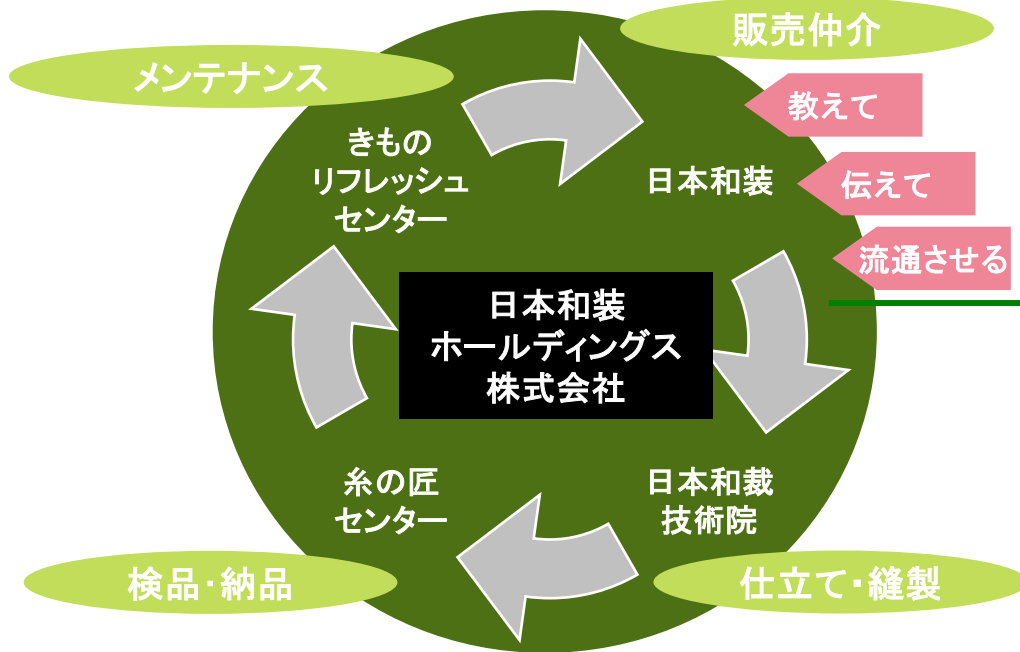 販売仲介
メンテナンス
教えて
きもの
リフレッシュ
センター
日本和装
伝えて
流通させる
日本和装
ホールディングス
株式会社
糸の匠
センター
日本和裁
技術院
検品・納品
仕立て・縫製